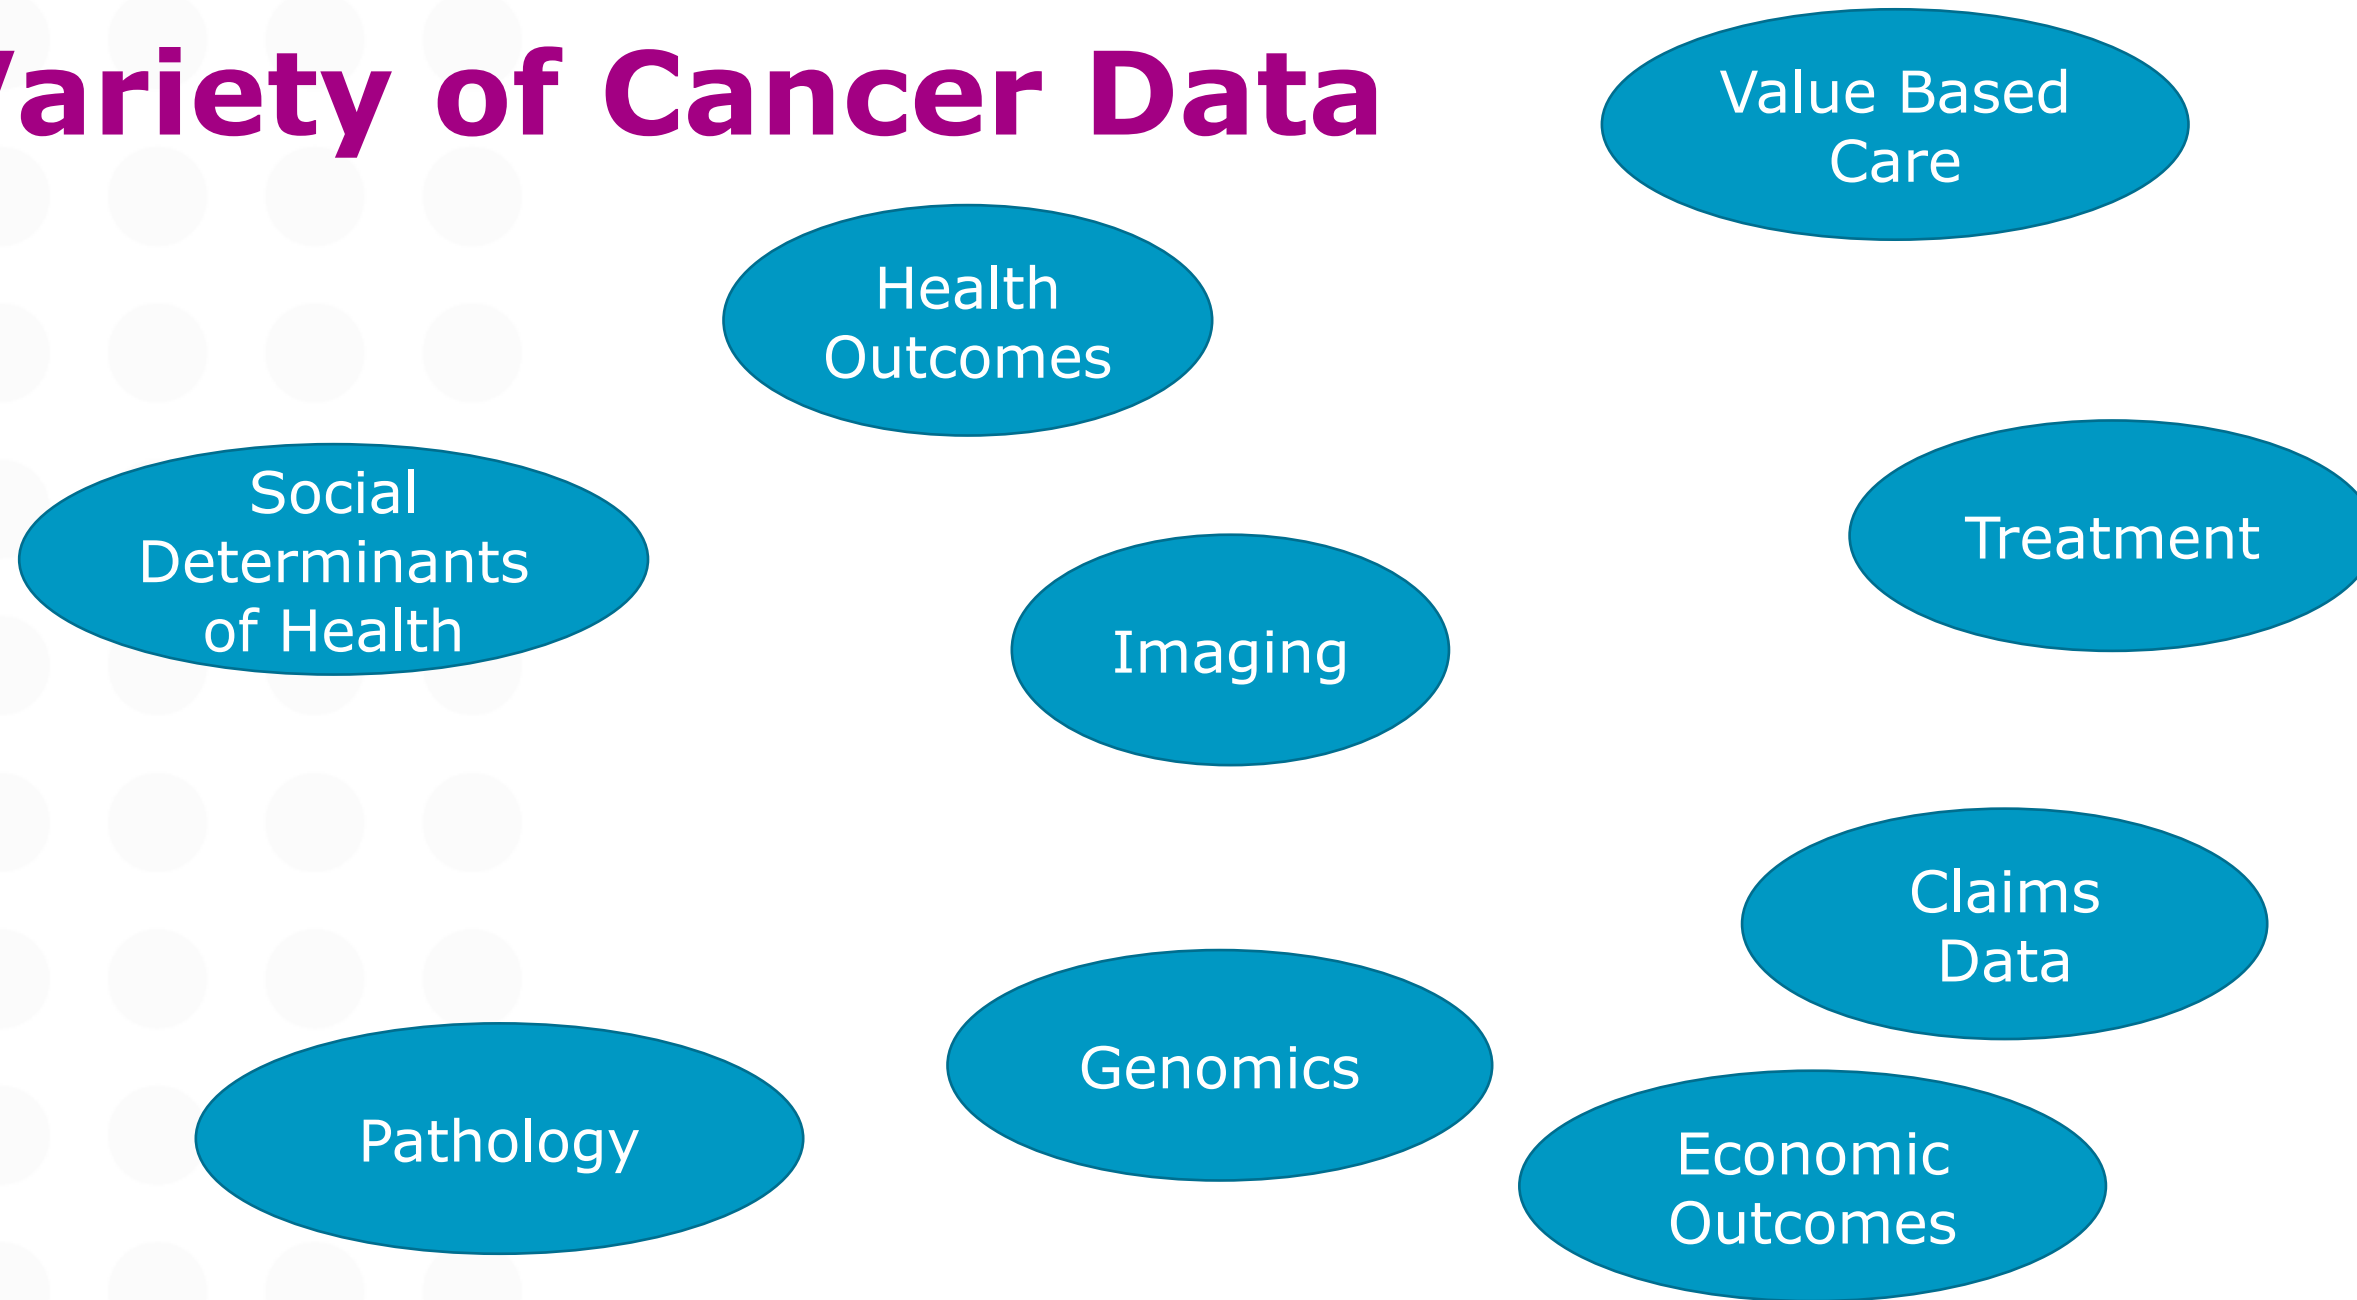 Variety of Cancer Data
Value Based
Care
Health
Outcomes
Social
Determinants
of Health
Treatment
Imaging
Claims
Data
Genomics
Pathology
Economic
Outcomes